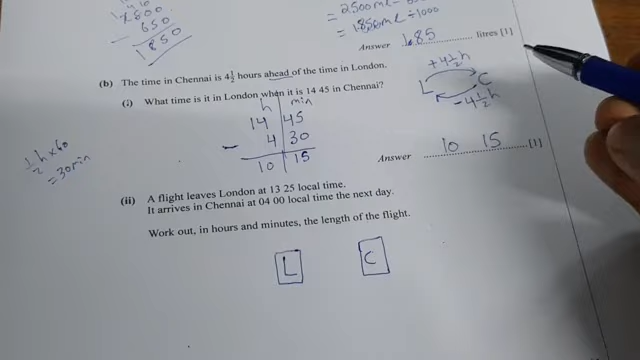 2500
- 650
1850
= 2500ml -
= 1850ml ÷1000
Answer 1.85 litres [1]
(b) The time in Chennai is 4½ hours ahead of the time in London.
(i) What time is it in London when it is 14 45 in Chennai?
+4½h
L C
-4½h
h min
14 45
- 4 30
10 15
½h×60
=30min
Answer 10 15 [1]
(ii) A flight leaves London at 13 25 local time.
It arrives in Chennai at 04 00 local time the next day.
Work out, in hours and minutes, the length of the flight.
L C